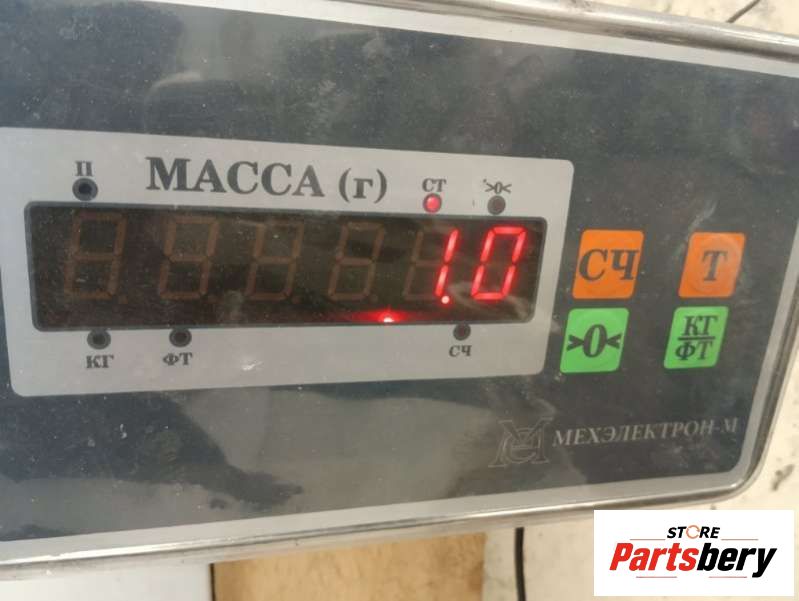 П
МАССА (г)
СТ
>0<
1.0
КГ
ФТ
СЧ
СЧ
Т
>0<
КГ
ФТ
МЕХЭЛЕКТРОН-М
STORE
Partsbery